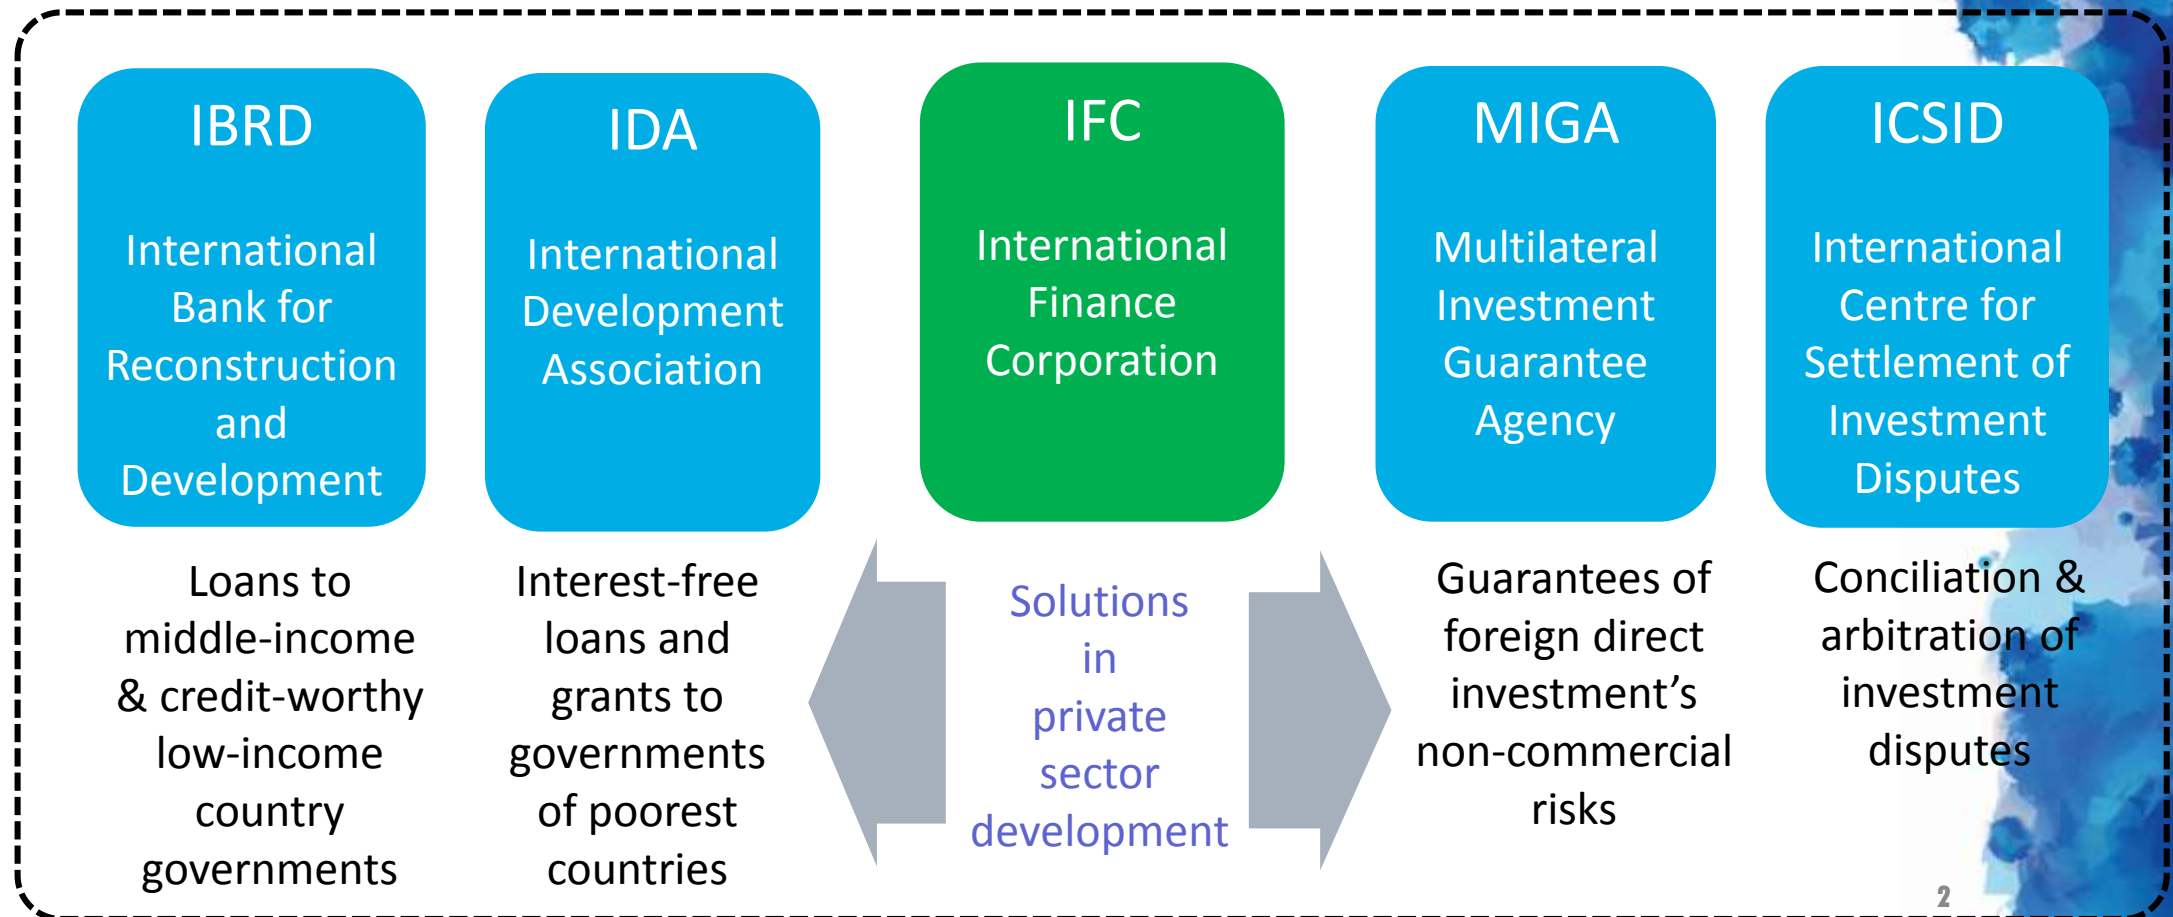 IBRD
International
Bank for
Reconstruction
and
Development
Loans to
middle-income
& credit-worthy
low-income
country
governments
IDA
International
Development
Association
Interest-free
loans and
grants to
governments
of poorest
countries
IFC
International
Finance
Corporation
Solutions
in
private
sector
development
MIGA
Multilateral
Investment
Guarantee
Agency
Guarantees of
foreign direct
investment’s
non-commercial
risks
ICSID
International
Centre for
Settlement of
Investment
Disputes
Conciliation &
arbitration of
investment
disputes
2